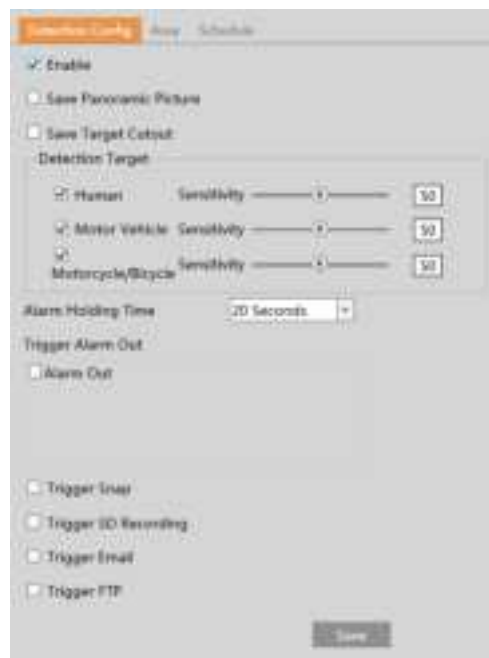 Detection Config Area Schedule
Enable
Save Panoramic Picture
Save Target Cutout
Detection Target
Human Sensitivity 50
Motor Vehicle Sensitivity 50
Motorcycle/Bicycle Sensitivity 50
Alarm Holding Time 20 Seconds
Trigger Alarm Out
Alarm Out
Trigger Snap
Trigger SD Recording
Trigger Email
Trigger FTP
Save